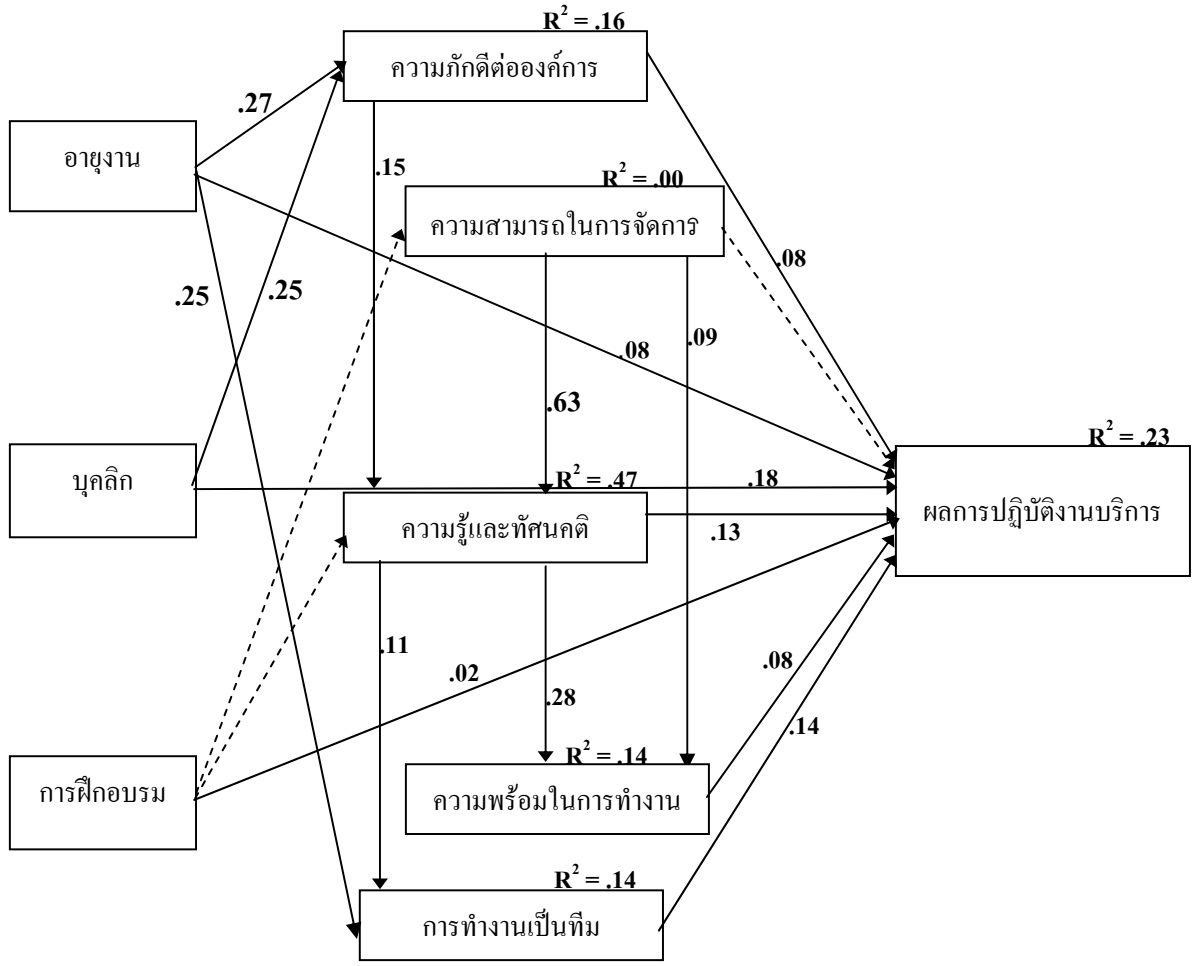 R² = .16
ความภักดีต่อองค์การ
.27
อายุงาน
.15
R² = .00
ความสามารถในการจัดการ
.08
.25
.25
.09
.08
.63
R² = .23
บุคลิก
R² = .47
.18
ความรู้และทัศนคติ
ผลการปฏิบัติงานบริการ
.13
.11
.02
.08
.28
.14
R² = .14
การฝึกอบรม
ความพร้อมในการทำงาน
R² = .14
การทำงานเป็นทีม